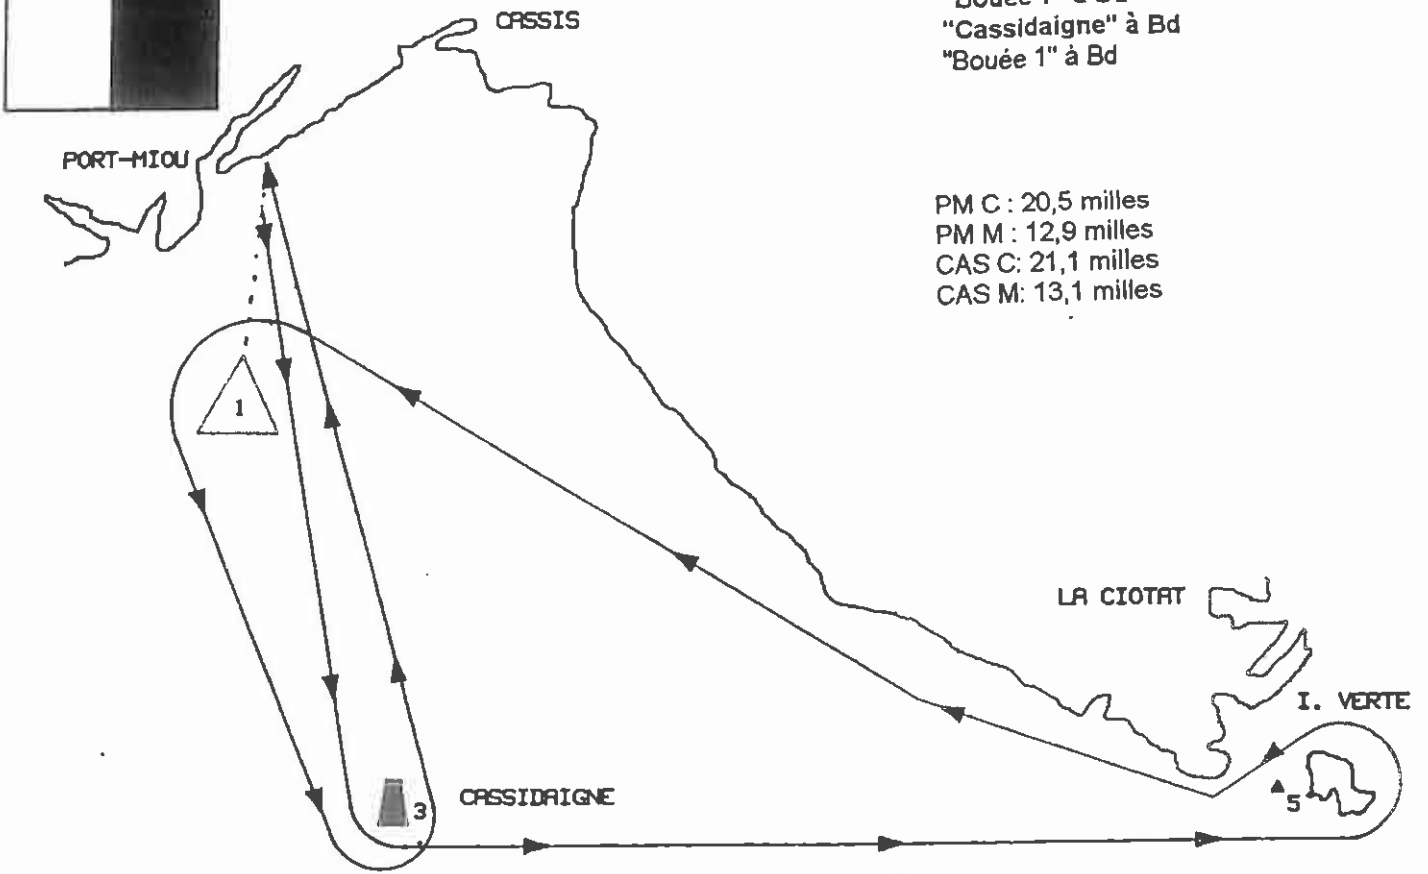 CASSIS
"Cassidaigne" à Bd
"Bouée 1" à Bd
PORT-MIOU
PM C : 20,5 milles
PM M : 12,9 milles
CAS C: 21,1 milles
CAS M: 13,1 milles
1
LA CIOTAT
I. VERTE
CASSIDAIGNE
3
5